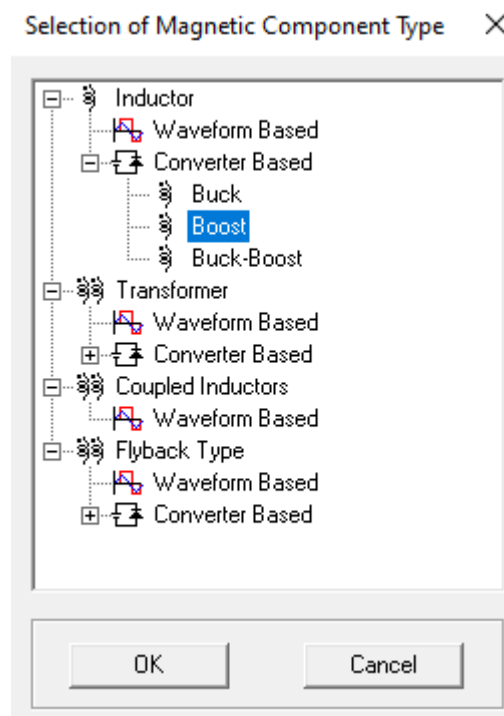 Selection of Magnetic Component Type
Inductor
Waveform Based
Converter Based
Buck
Boost
Buck-Boost
Transformer
Waveform Based
Converter Based
Coupled Inductors
Waveform Based
Flyback Type
Waveform Based
Converter Based
OK Cancel